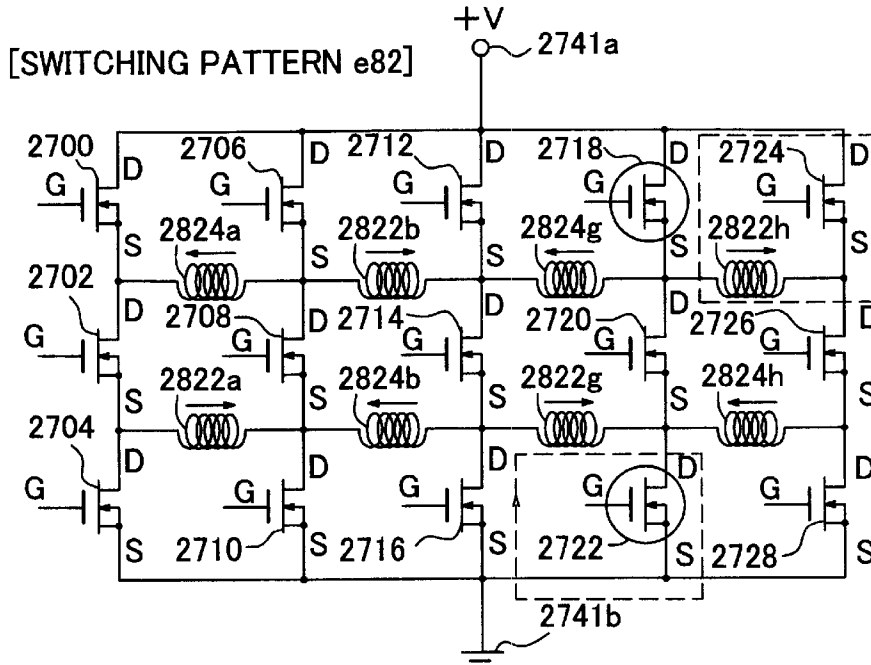 +V
2741a
[SWITCHING PATTERN e82]
2700 D 2706 D 2712 D 2718 D 2724 D
G G G G G
S 2824a S 2822b S 2824g S 2822h S
2702 D 2708 D 2714 D 2720 D 2726 D
G G G G G
S 2822a S 2824b S 2822g S 2824h S
2704 D D D D D
G G G G G
S 2710 S 2716 S 2722 S 2728 S
2741b